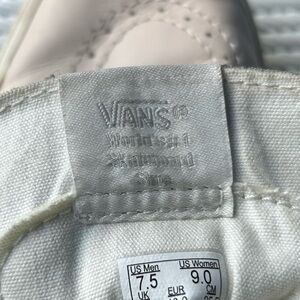 VANS®
World's #1
Skateboard
Shoe
US Men
US Women
7.5
9.0
UK
EUR
CM